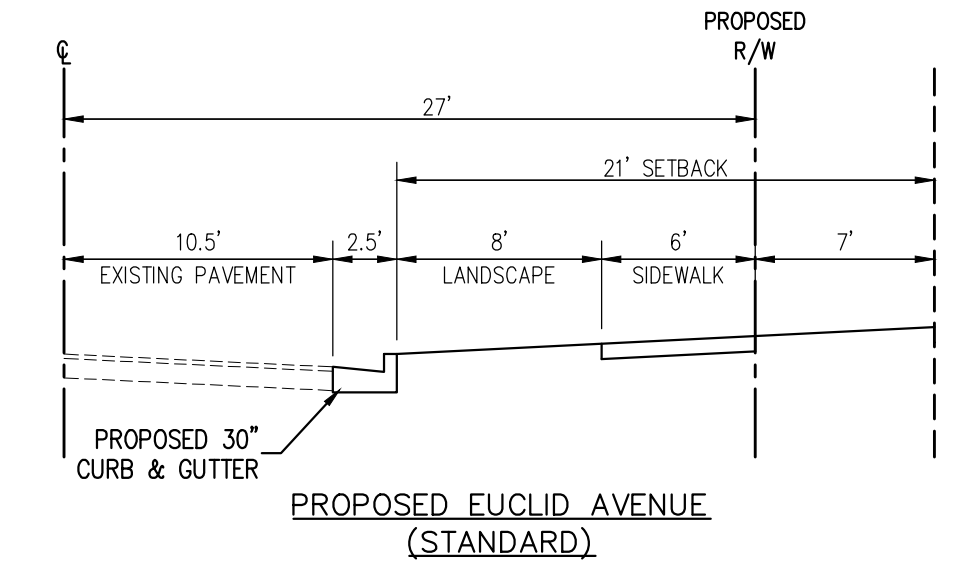 PROPOSED
R/W
℄
27'
21' SETBACK
10.5' 2.5' 8' 6' 7'
EXISTING PAVEMENT LANDSCAPE SIDEWALK
PROPOSED 30"
CURB & GUTTER
PROPOSED EUCLID AVENUE
(STANDARD)